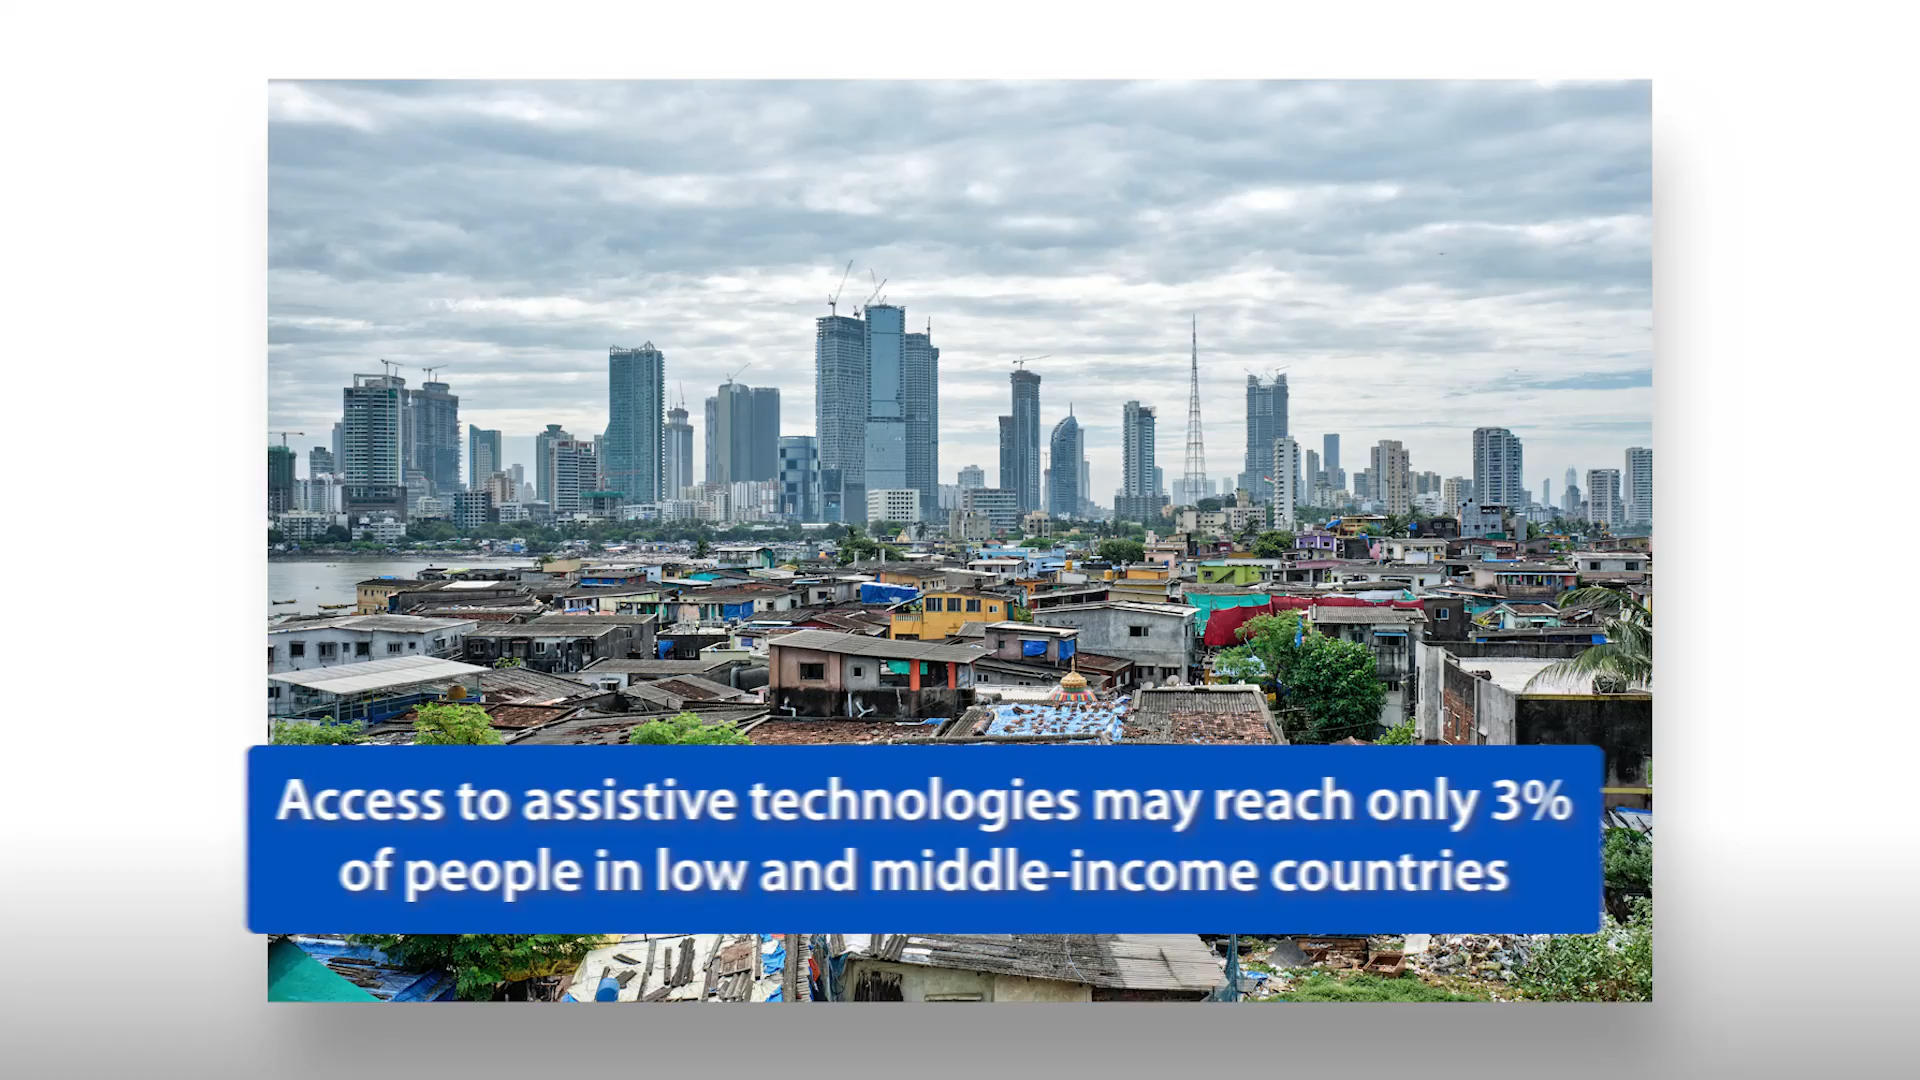 Access to assistive technologies may reach only 3%
of people in low and middle-income countries